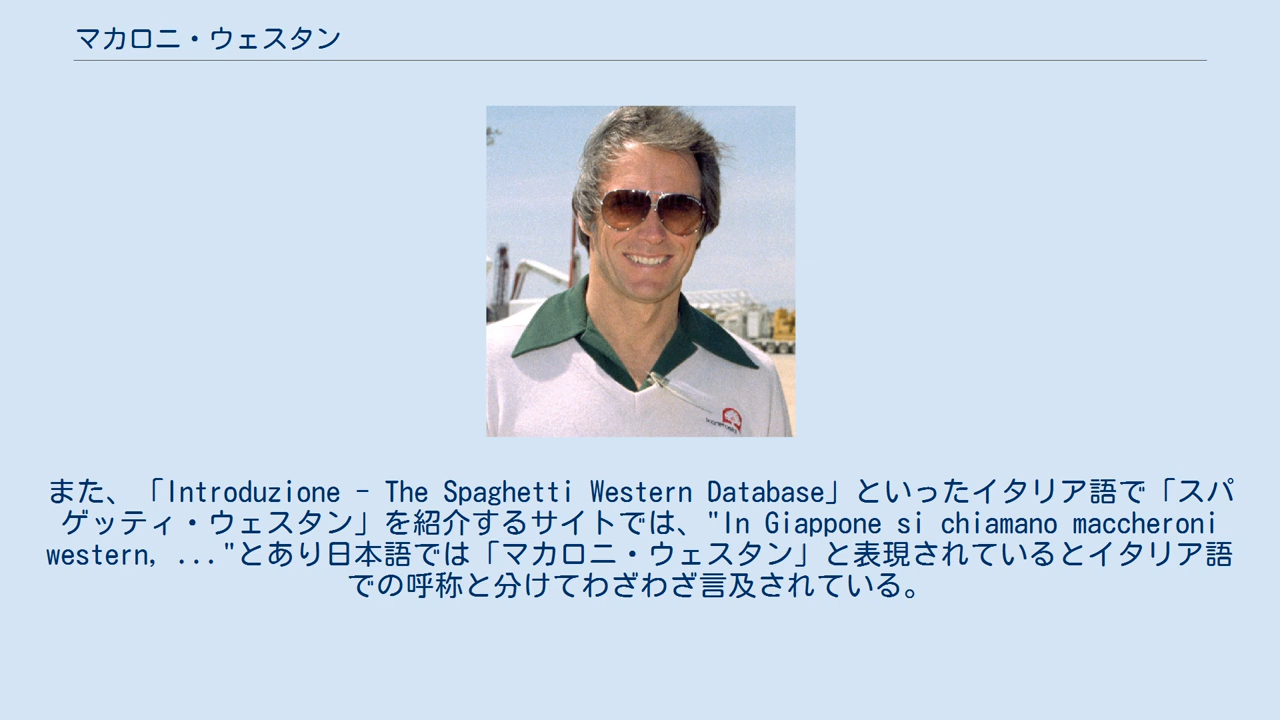 マカロニ・ウェスタン
また、「Introduzione - The Spaghetti Western Database」といったイタリア語で「スパ
ゲッティ・ウェスタン」を紹介するサイトでは、"In Giappone si chiamano maccheroni
western, ..."とあり日本語では「マカロニ・ウェスタン」と表現されているとイタリア語
での呼称と分けてわざわざ言及されている。